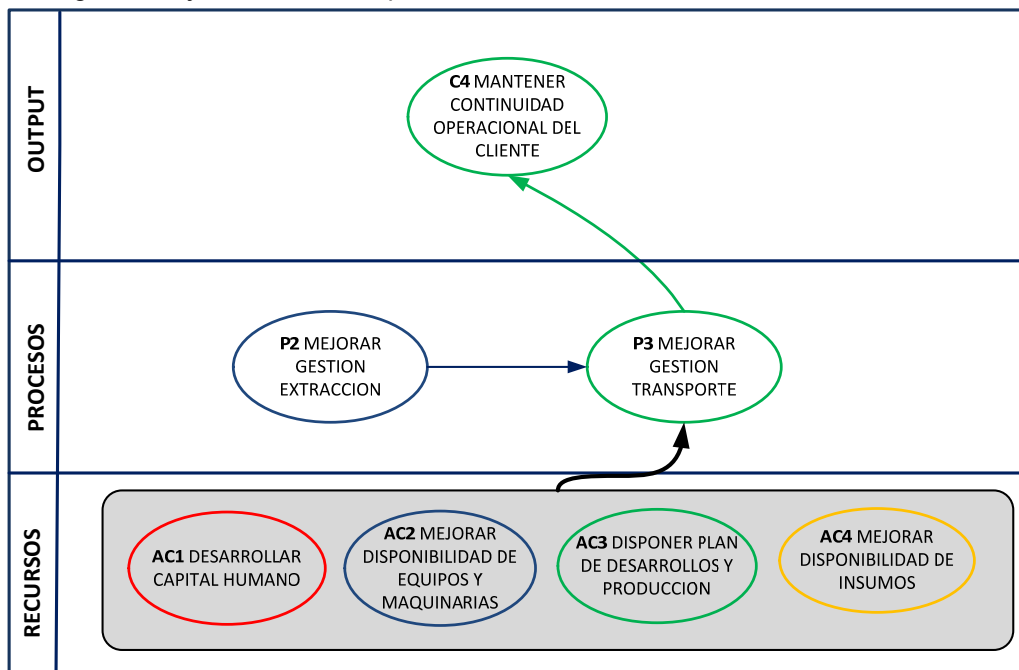 OUTPUT
C4 MANTENER
CONTINUIDAD
OPERACIONAL DEL
CLIENTE
PROCESOS
P2 MEJORAR
GESTION
EXTRACCION
P3 MEJORAR
GESTION
TRANSPORTE
RECURSOS
AC1 DESARROLLAR
CAPITAL HUMANO
AC2 MEJORAR
DISPONIBILIDAD DE
EQUIPOS Y
MAQUINARIAS
AC3 DISPONER PLAN
DE DESARROLLOS Y
PRODUCCION
AC4 MEJORAR
DISPONIBILIDAD DE
INSUMOS